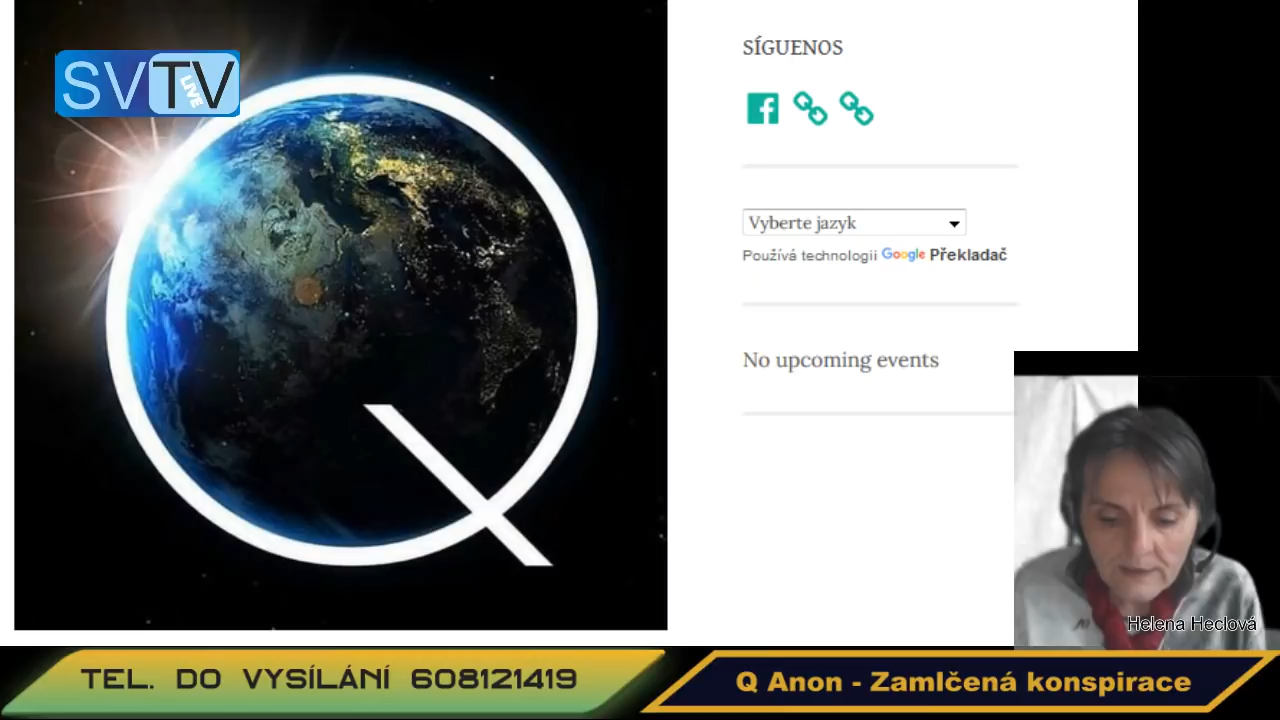 SVTV
LIVE
SÍGUENOS
Vyberte jazyk
Používá technologii Google Překladač
No upcoming events
Helena Heclová
TEL. DO VYSÍLÁNÍ 608121419
Q Anon - Zamlčená konspirace